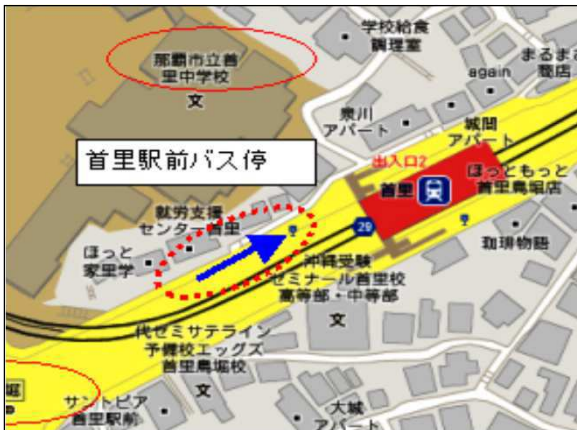 学校給食
調理室
那覇市立首
里中学校
文
again
泉川
アパート
城間
アパート
首里駅前バス停
出入口2
首里
ほっともっと
首里鳥堀店
就労支援
センター首里
29
珈琲物語
ほっと
家里学
沖縄受験
ゼミナール首里校
高等部・中等部
文
代ゼミサテライン
予備校エッグズ
首里鳥堀校
文
堀
サントピア
首里駅前
大城
アパート